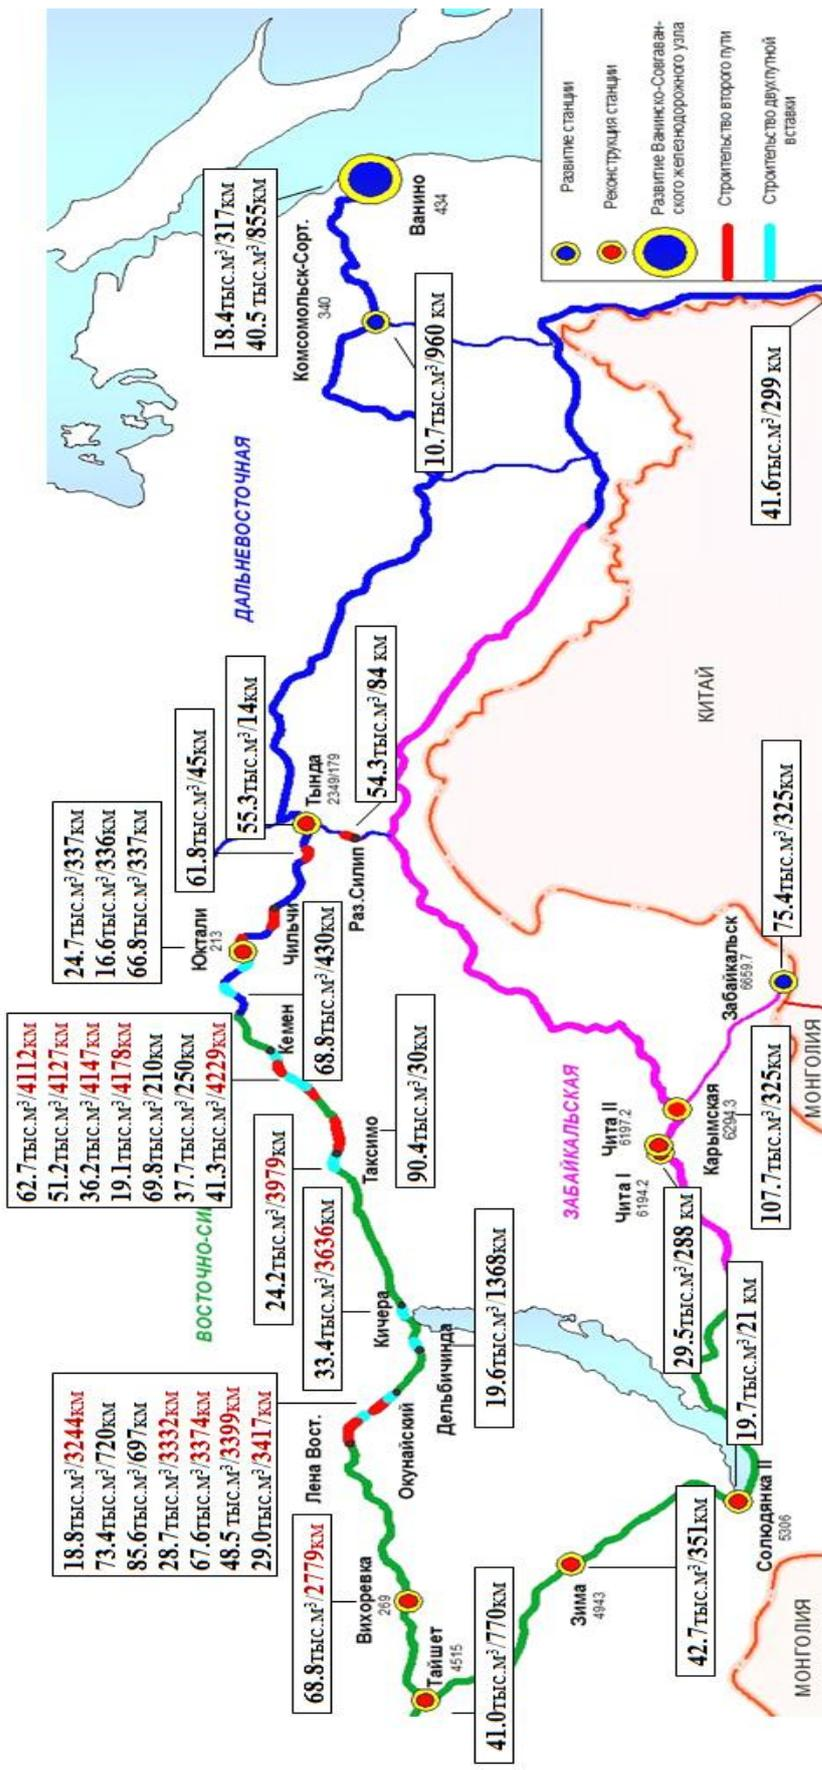 18.4тыс.м³/317км
40.5 тыс.м³/855км
Развитие станции
Реконструкция станции
Развитие Ванинско-Совгаван-
ского железнодорожного узла
Строительство второго пути
Строительство двухпутной
вставки
Ванино
434
Комсомольск-Сорт.
340
10.7тыс.м³/960 км
41.6тыс.м³/299 км
ДАЛЬНЕВОСТОЧНАЯ
24.7тыс.м³/337км
16.6тыс.м³/336км
66.8тыс.м³/337км
61.8тыс.м³/45км
55.3тыс.м³/14км
Тында
2349/179
54.3тыс.м³/84 км
Раз.Силип
КИТАЙ
Юктали
213
Чильчи
68.8тыс.м³/430км
62.7тыс.м³/4112км
51.2тыс.м³/4127км
36.2тыс.м³/4147км
19.1тыс.м³/4178км
69.8тыс.м³/210км
37.7тыс.м³/250км
41.3тыс.м³/4229км
Кемен
90.4тыс.м³/30км
Таксимо
ЗАБАЙКАЛЬСКАЯ
Забайкальск
6659.7
75.4тыс.м³/325км
МОНГОЛИЯ
Чита II
6197.2
Карымская
6294.3
107.7тыс.м³/325км
Чита I
6194.2
29.5тыс.м³/288 км
ВОСТОЧНО-СИ
24.2тыс.м³/3979км
33.4тыс.м³/3636км
Кичера
Дельбичинда
19.6тыс.м³/1368км
19.7тыс.м³/21 км
18.8тыс.м³/3244км
73.4тыс.м³/720км
85.6тыс.м³/697км
28.7тыс.м³/3332км
67.6тыс.м³/3374км
48.5 тыс.м³/3399км
29.0тыс.м³/3417км
Лена Вост.
Окунайский
Солюдянка II
5306
68.8тыс.м³/2779км
Вихоревка
269
Зима
4943
42.7тыс.м³/351км
Тайшет
4515
41.0тыс.м³/770км
МОНГОЛИЯ